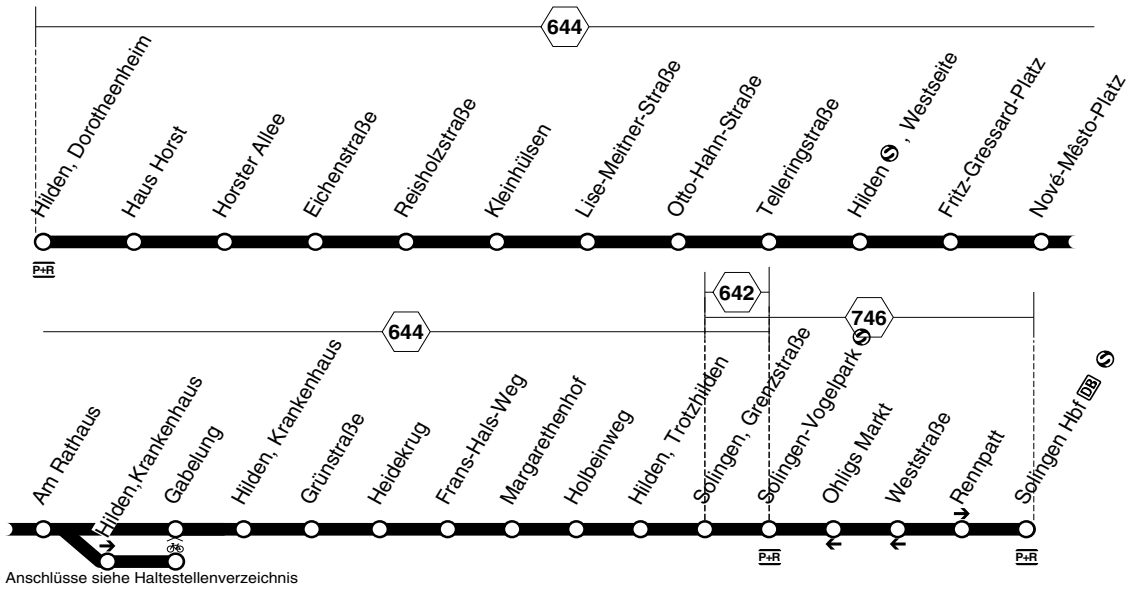 644
Hilden, Dorotheenheim
Haus Horst
Horster Allee
Eichenstraße
Reisholzstraße
Kleinhülsen
Lise-Meitner-Straße
Otto-Hahn-Straße
Telleringstraße
Hilden S , Westseite
Fritz-Gressard-Platz
Nové-Mêsto-Platz
P+R
642
644
746
Am Rathaus
Hilden,Krankenhaus
Gabelung
Hilden, Krankenhaus
Grünstraße
Heidekrug
Frans-Hals-Weg
Margarethenhof
Holbeinweg
Hilden, Trotzhilden
Solingen, Grenzstraße
Solingen-Vogelpark S
Ohligs Markt
Weststraße
Rennpatt
Solingen Hbf DB S
P+R
P+R
Anschlüsse siehe Haltestellenverzeichnis